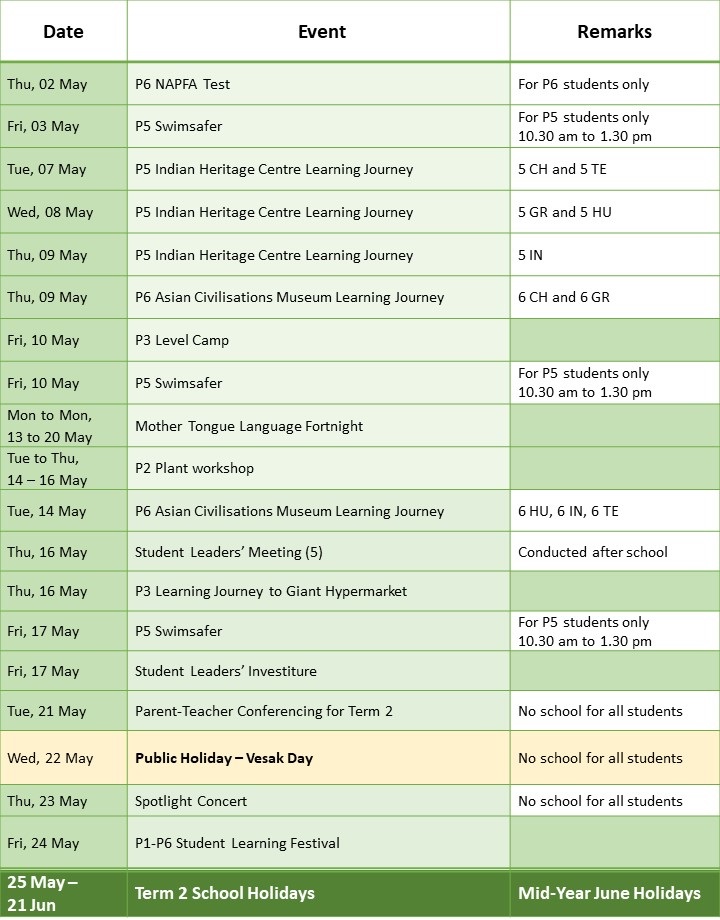 Date Event Remarks
Thu, 02 May P6 NAPFA Test For P6 students only
Fri, 03 May P5 Swimsafer For P5 students only
10.30 am to 1.30 pm
Tue, 07 May P5 Indian Heritage Centre Learning Journey 5 CH and 5 TE
Wed, 08 May P5 Indian Heritage Centre Learning Journey 5 GR and 5 HU
Thu, 09 May P5 Indian Heritage Centre Learning Journey 5 IN
Thu, 09 May P6 Asian Civilisations Museum Learning Journey 6 CH and 6 GR
Fri, 10 May P3 Level Camp
Fri, 10 May P5 Swimsafer For P5 students only
10.30 am to 1.30 pm
Mon to Mon,
13 to 20 May Mother Tongue Language Fortnight
Tue to Thu,
14 – 16 May P2 Plant workshop
Tue, 14 May P6 Asian Civilisations Museum Learning Journey 6 HU, 6 IN, 6 TE
Thu, 16 May Student Leaders’ Meeting (5) Conducted after school
Thu, 16 May P3 Learning Journey to Giant Hypermarket
Fri, 17 May P5 Swimsafer For P5 students only
10.30 am to 1.30 pm
Fri, 17 May Student Leaders’ Investiture
Tue, 21 May Parent-Teacher Conferencing for Term 2 No school for all students
Wed, 22 May Public Holiday – Vesak Day No school for all students
Thu, 23 May Spotlight Concert No school for all students
Fri, 24 May P1-P6 Student Learning Festival
25 May –
21 Jun Term 2 School Holidays Mid-Year June Holidays